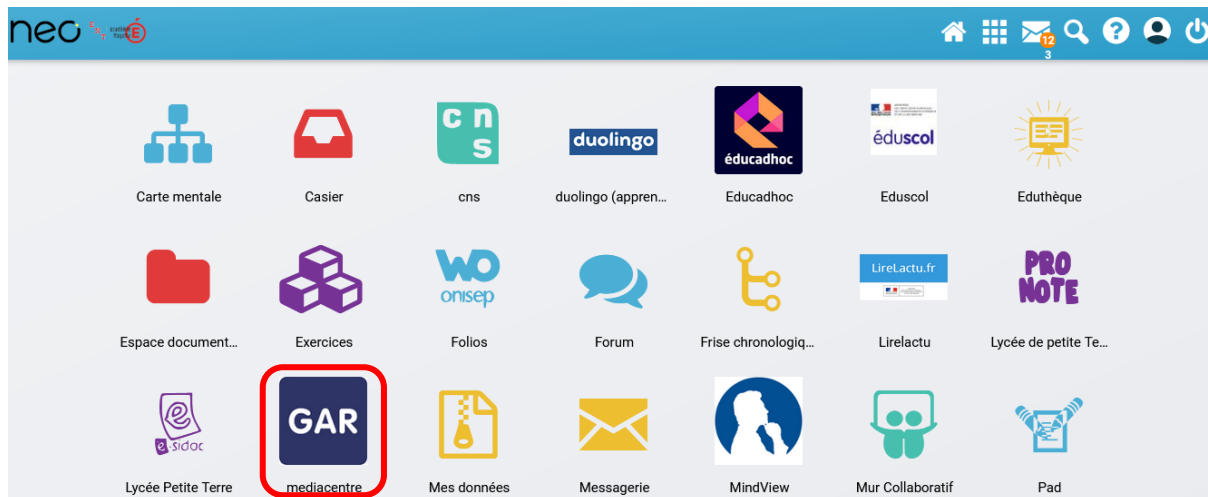 neo
12
3
cns
duolingo
éducadhoc
éduscol
Carte mentale
Casier
cns
duolingo (appren...
Educadhoc
Eduscol
Eduthèque
onisep
LireLactu.fr
PRO
NOTE
Espace document...
Exercices
Folios
Forum
Frise chronologiq...
Lirelactu
Lycée de petite Te...
e-sidoc
GAR
Lycée Petite Terre
mediacentre
Mes données
Messagerie
MindView
Mur Collaboratif
Pad